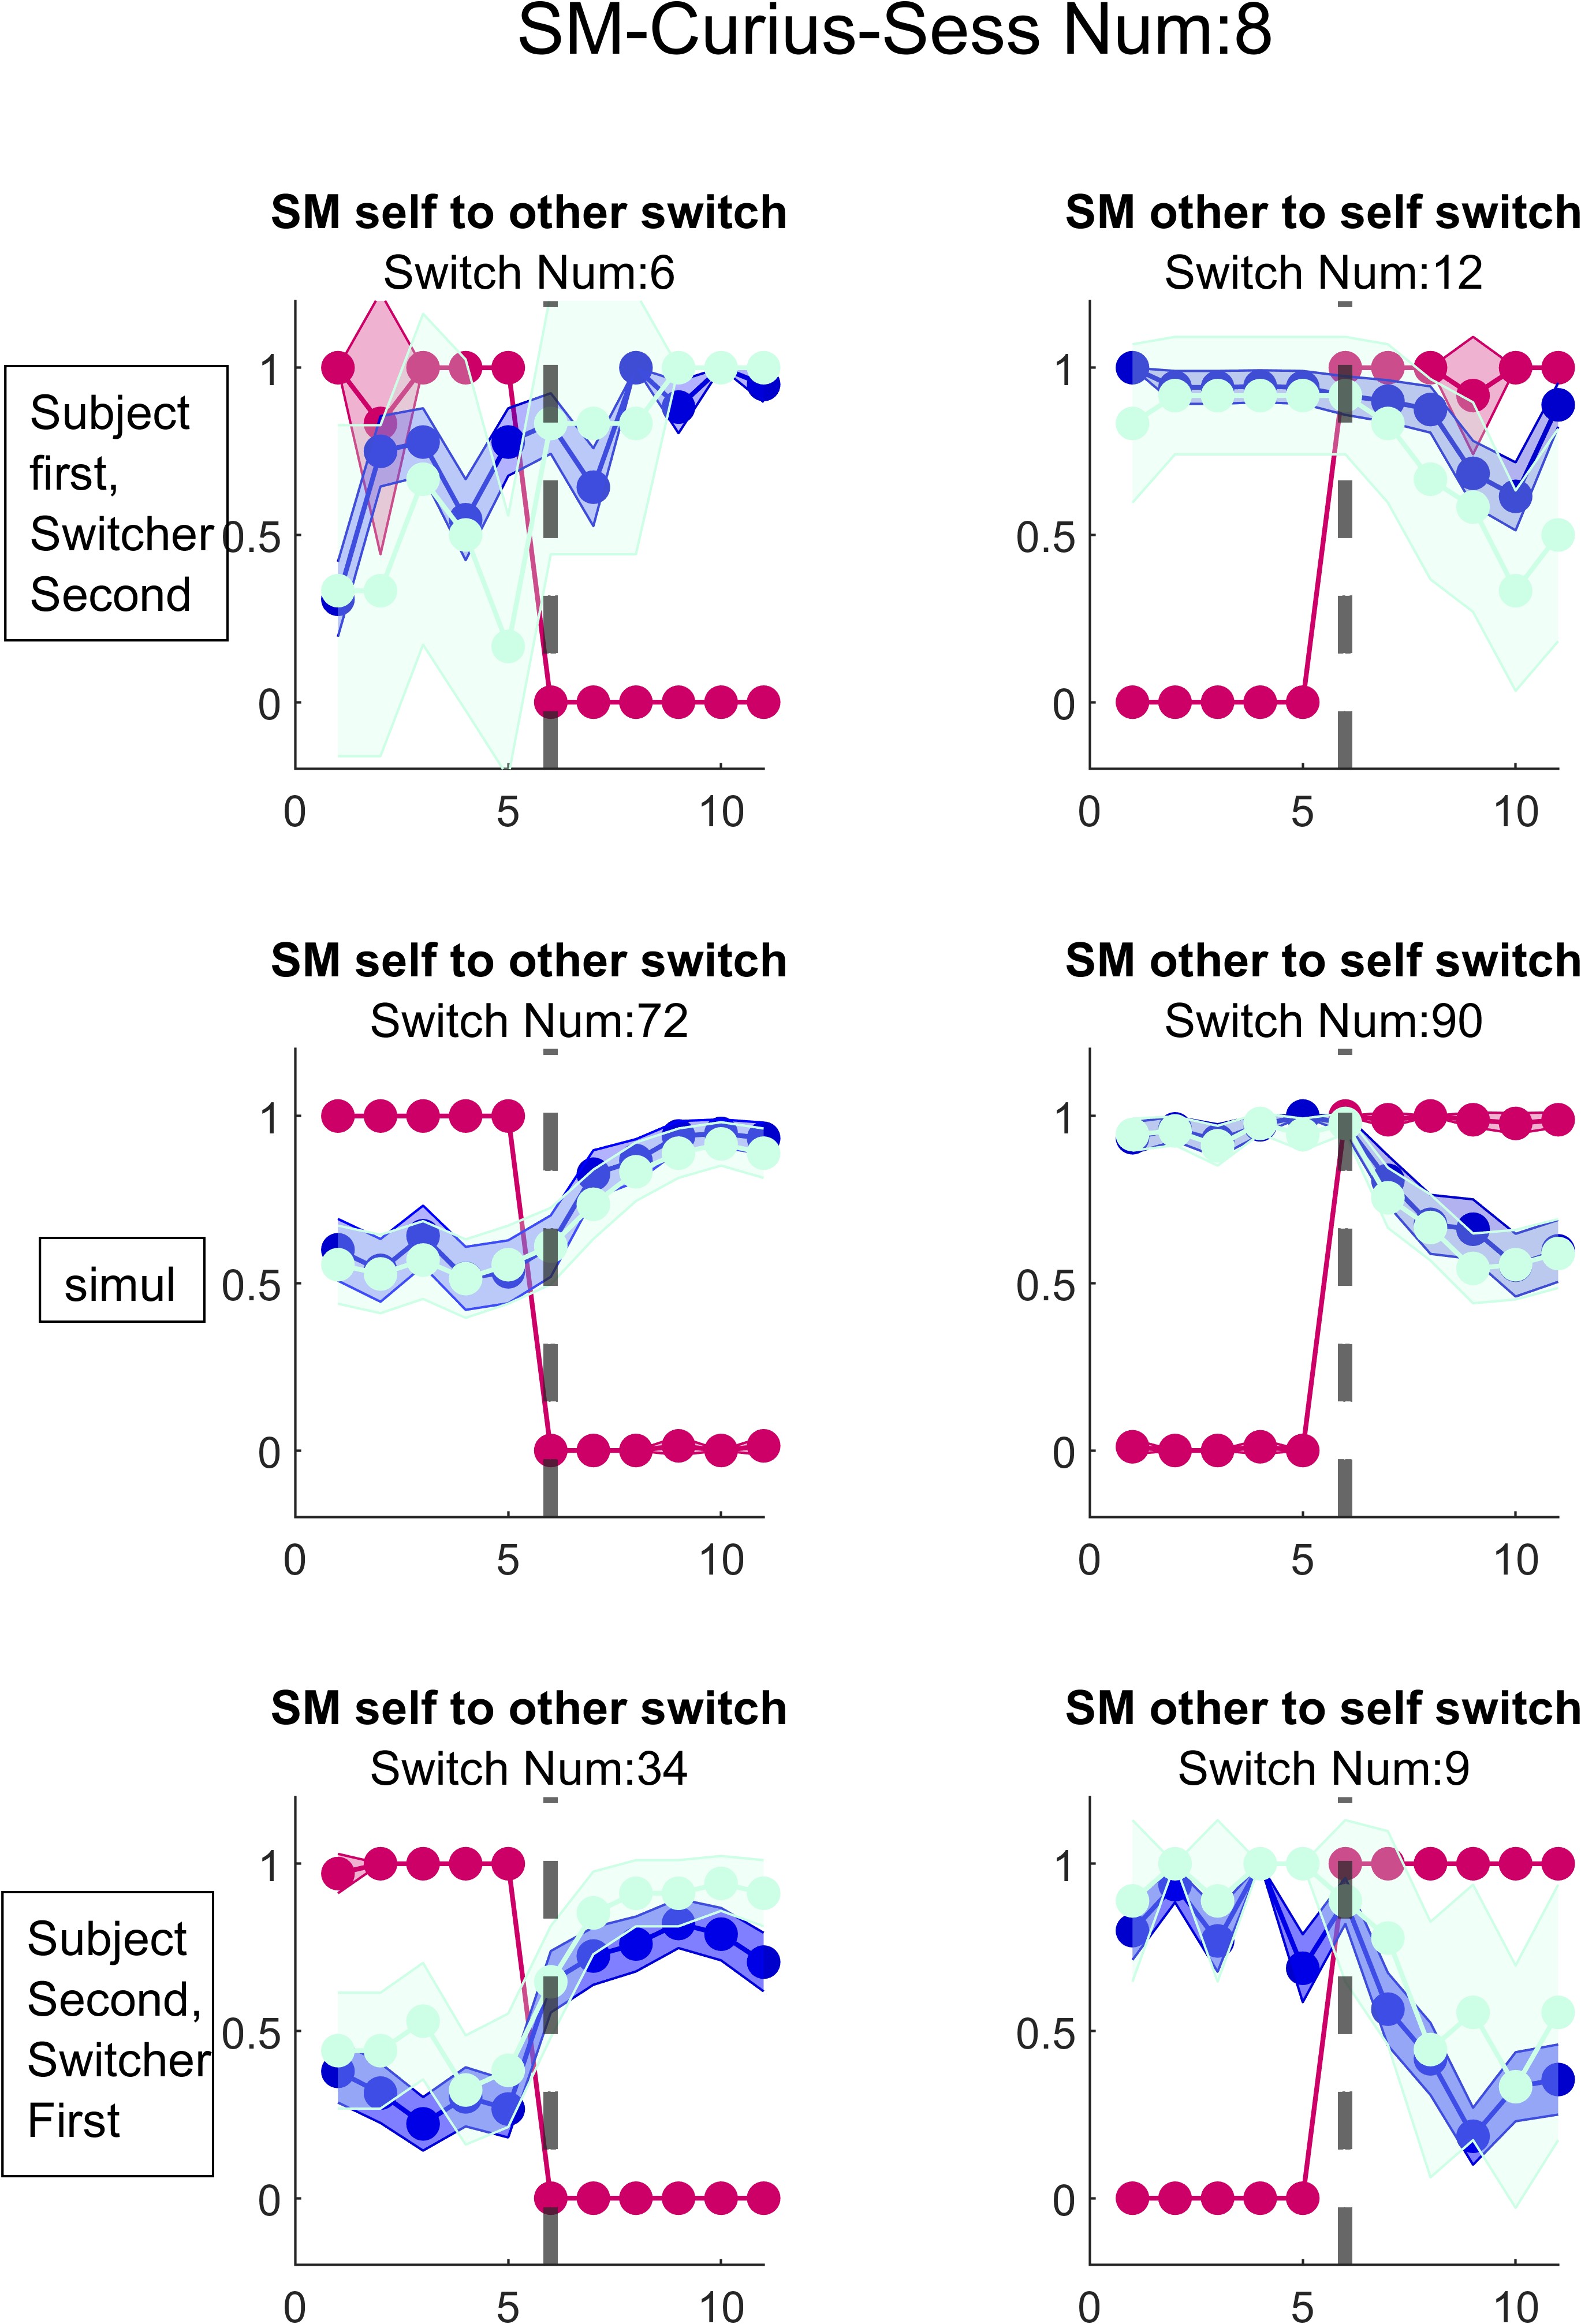 SM-Curius-Sess Num:8
SM self to other switch
Switch Num:6
SM other to self switch
Switch Num:12
Subject
first,
Switcher
Second
1
0.5
0
0 5 10
1
0.5
0
0 5 10
SM self to other switch
Switch Num:72
SM other to self switch
Switch Num:90
simul
1
0.5
0
0 5 10
1
0.5
0
0 5 10
SM self to other switch
Switch Num:34
SM other to self switch
Switch Num:9
Subject
Second,
Switcher
First
1
0.5
0
0 5 10
1
0.5
0
0 5 10